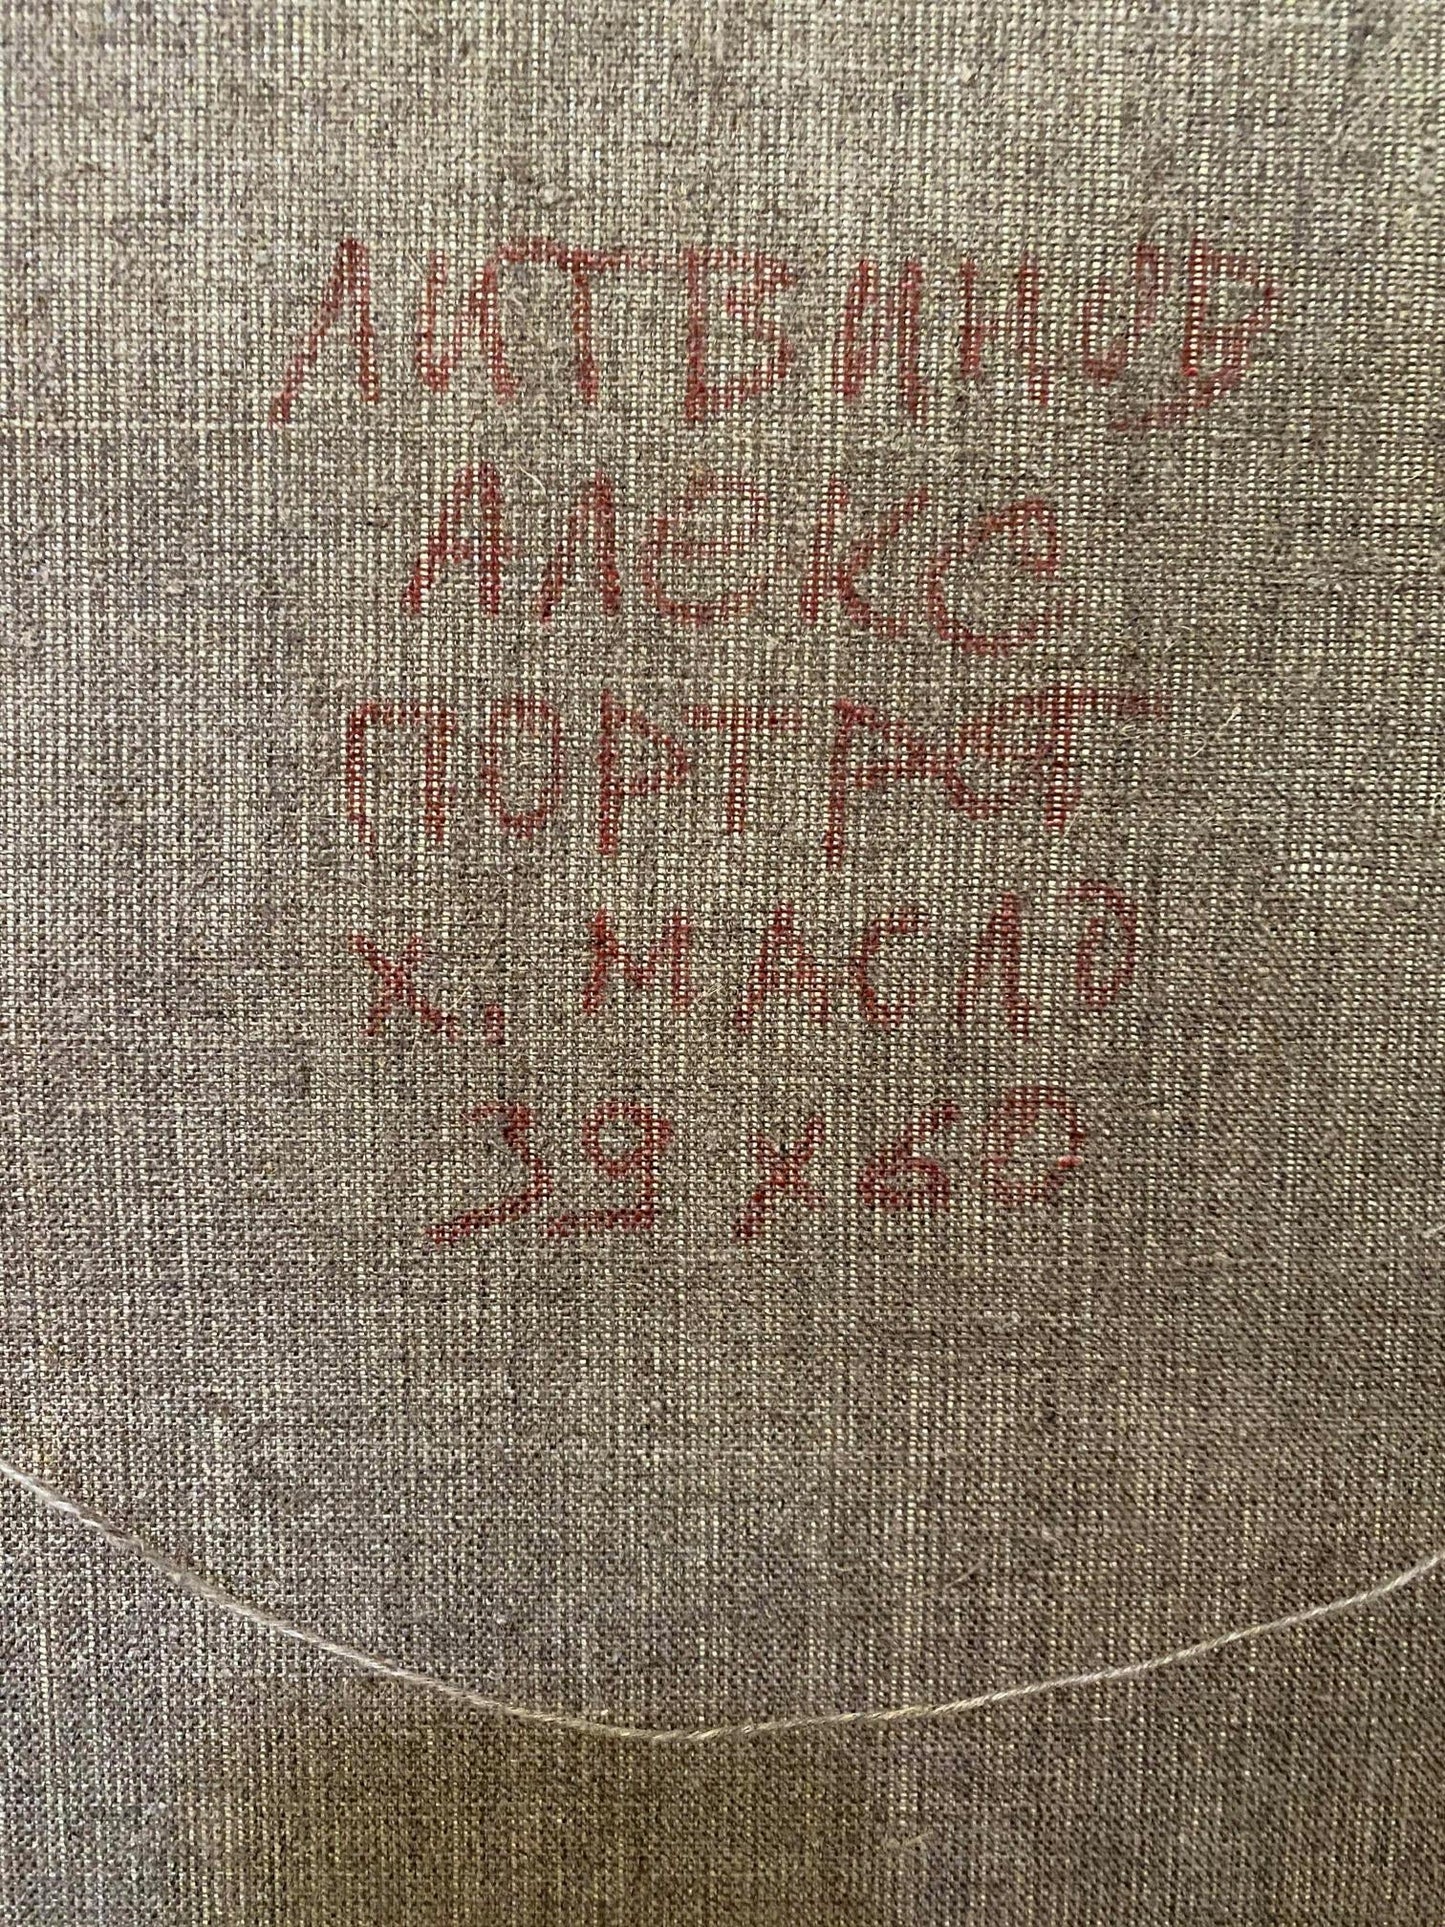 ЛИТВИНОВ
АЛЕКС
ПОРТРЕТ
Х. МАСЛО
39 х 60